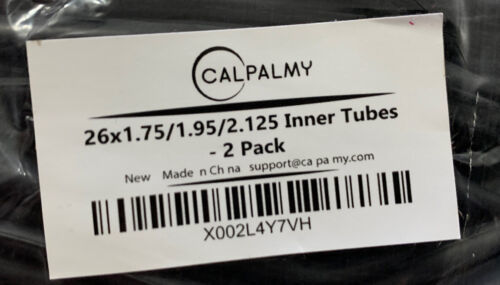 CALPALMY
26x1.75/1.95/2.125 Inner Tubes
- 2 Pack
New Made n Ch na support@ca pa my.com
X002L4Y7VH